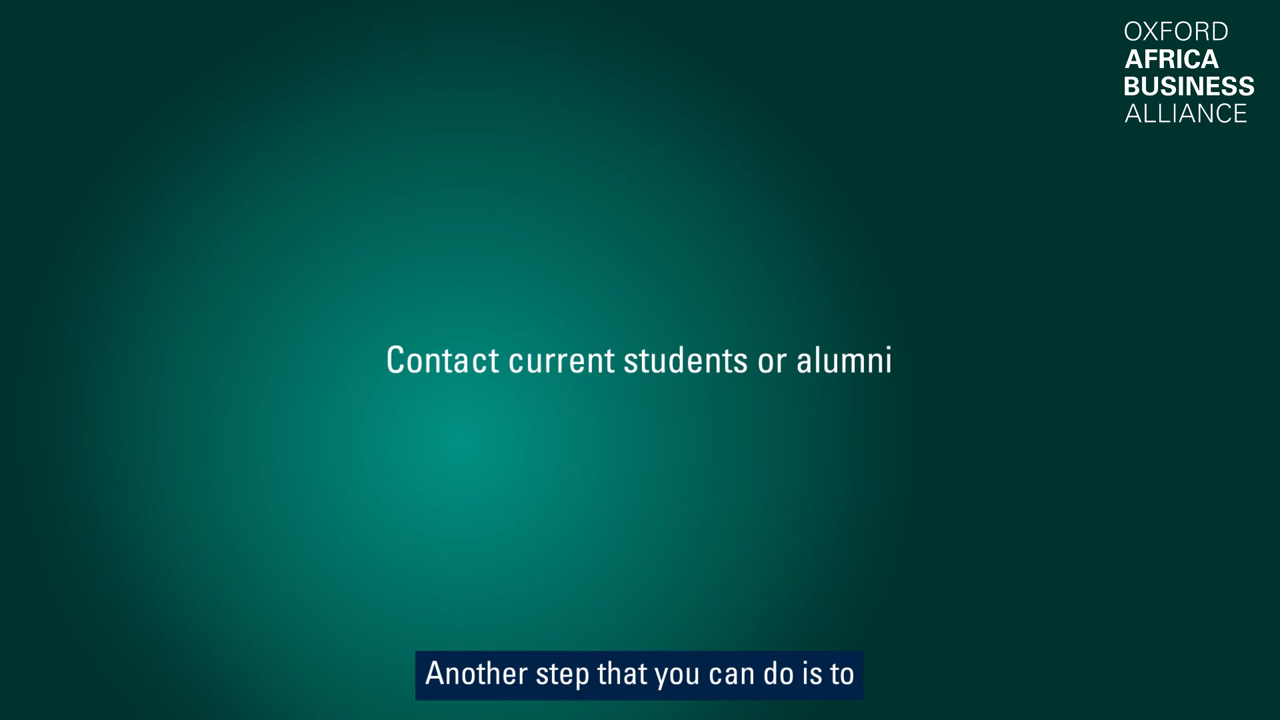 OXFORD
AFRICA
BUSINESS
ALLIANCE
Contact current students or alumni
Another step that you can do is to